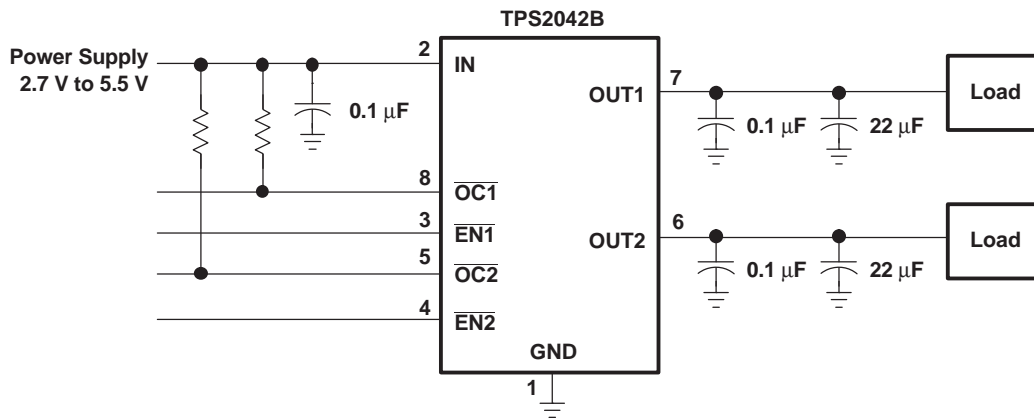 TPS2042B
Power Supply
2.7 V to 5.5 V
2
IN
0.1 μF
OUT1
7
0.1 μF
22 μF
Load
8
OC1
3
EN1
5
OC2
4
EN2
OUT2
6
0.1 μF
22 μF
Load
GND
1